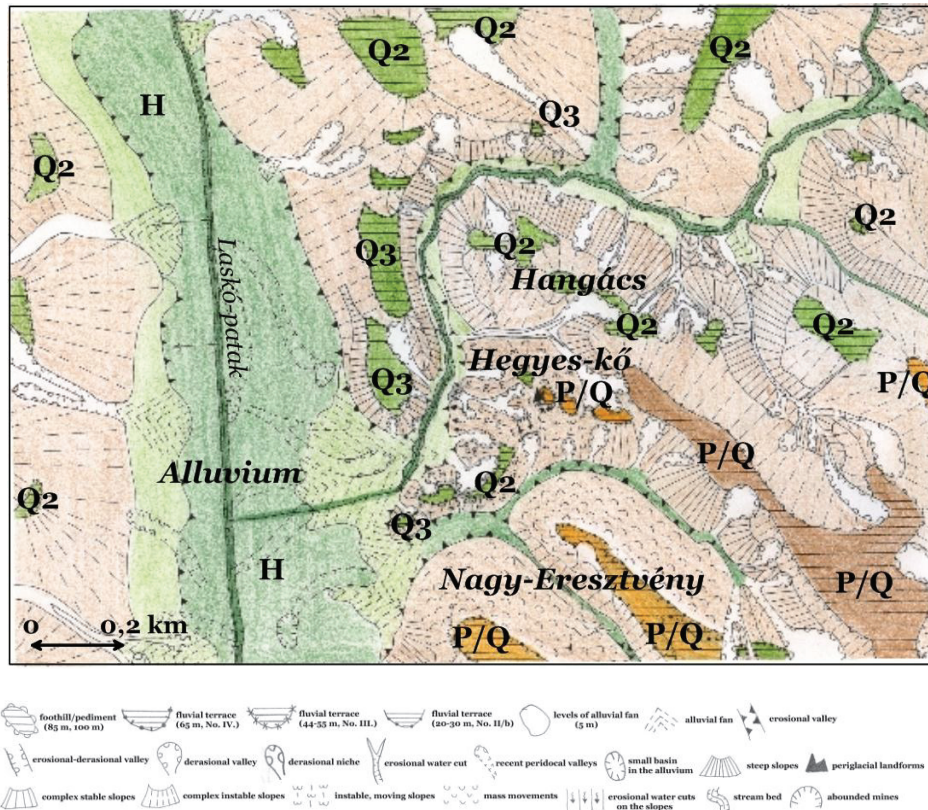 Q2
Q2
Q2
H
Q3
Q2
Q2
Q2
Q3
Laskó-patak
Hangács
Q2
Q2
Hegyes-kő
Q3
P/Q
P/Q
P/Q
Alluvium
Q2
Q2
Q3
H
Nagy-Eresztvény
P/Q
P/Q
P/Q
0 0,2 km
foothill/pediment
(85 m, 100 m)
fluvial terrace
(65 m, No. IV.)
fluvial terrace
(44-55 m, No. III.)
fluvial terrace
(20-30 m, No. II/b)
levels of alluvial fan
(5 m)
alluvial fan
erosional valley
erosional-derasional valley
derasional valley
derasional niche
erosional water cut
recent peridocal valleys
small basin
in the alluvium
steep slopes
periglacial landforms
complex stable slopes
complex instable slopes
instable, moving slopes
mass movements
erosional water cuts
on the slopes
stream bed
abounded mines